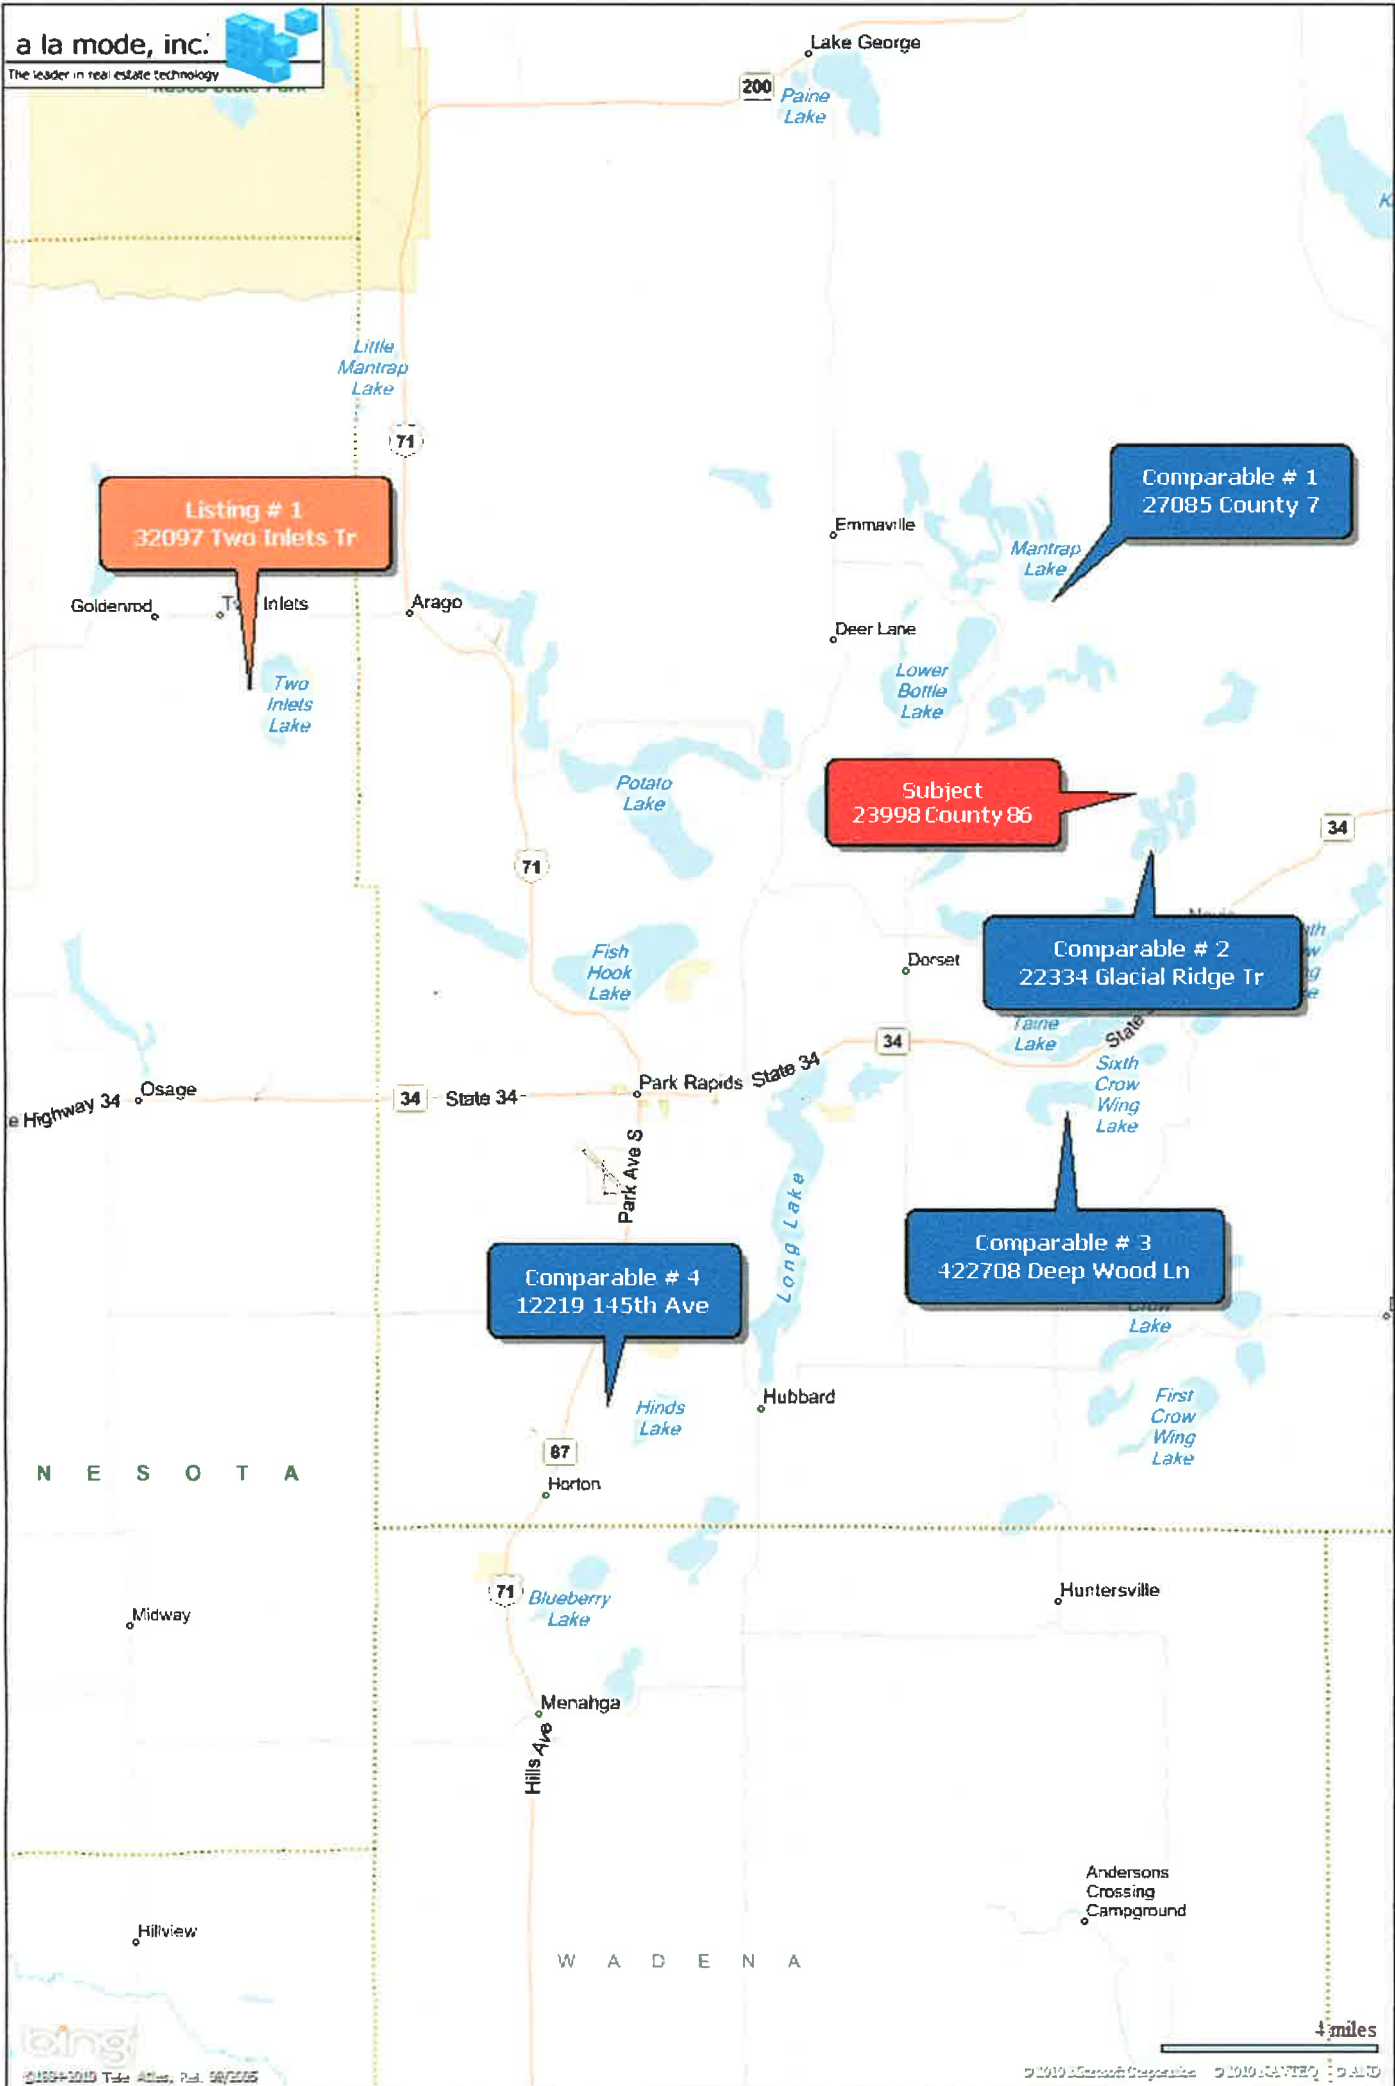 a la mode, inc.
The leader in real estate technology
Lake George
200
Paine
Lake
Little
Mantrap
Lake
71
Listing # 1
32097 Two Inlets Tr
Comparable # 1
27085 County 7
Emmaville
Mantrap
Lake
Goldenrod
Inlets
Arago
Deer Lane
Two
Inlets
Lake
Lower
Bottle
Lake
Potato
Lake
Subject
23998 County 86
34
71
Fish
Hook
Lake
Dorset
Comparable # 2
22334 Glacial Ridge Tr
34
Lake
State
Sixth
Crow
Wing
Lake
Osage
Highway 34
34
State 34
Park Rapids
State 34
Park Ave S
Long Lake
Comparable # 3
422708 Deep Wood Ln
Comparable # 4
12219 145th Ave
Lake
Hinds
Lake
Hubbard
First
Crow
Wing
Lake
87
NESOTA
Horton
71
Blueberry
Lake
Huntersville
Midway
Menahga
Hills Ave
Andersons
Crossing
Campground
Hillview
WADENA
bing
4 miles